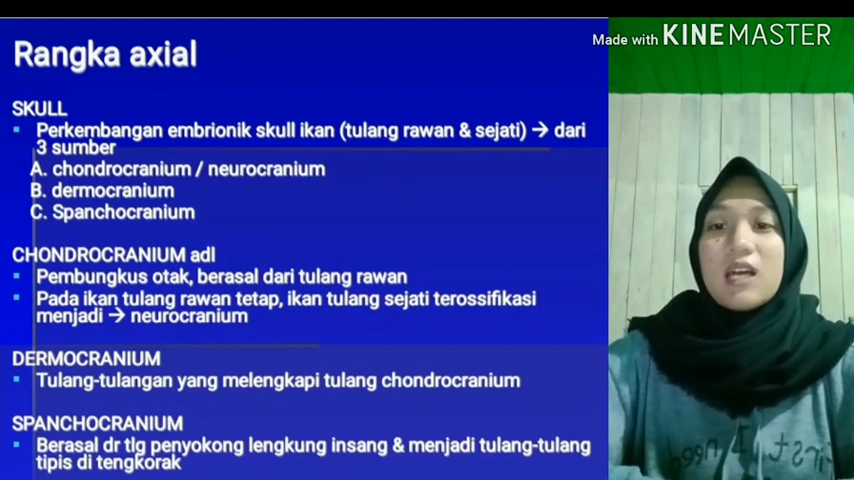 Made with KINEMASTER
Rangka axial
SKULL
Perkembangan embrionik skull ikan (tulang rawan & sejati) → dari
3 sumber
A. chondrocranium / neurocranium
B. dermocranium
C. Spanchocranium
CHONDROCRANIUM adl
Pembungkus otak, berasal dari tulang rawan
Pada ikan tulang rawan tetap, ikan tulang sejati terossifikasi
menjadi → neurocranium
DERMOCRANIUM
Tulang-tulangan yang melengkapi tulang chondrocranium
SPANCHOCRANIUM
Berasal dr tlg penyokong lengkung insang & menjadi tulang-tulang
tipis di tengkorak
First I need